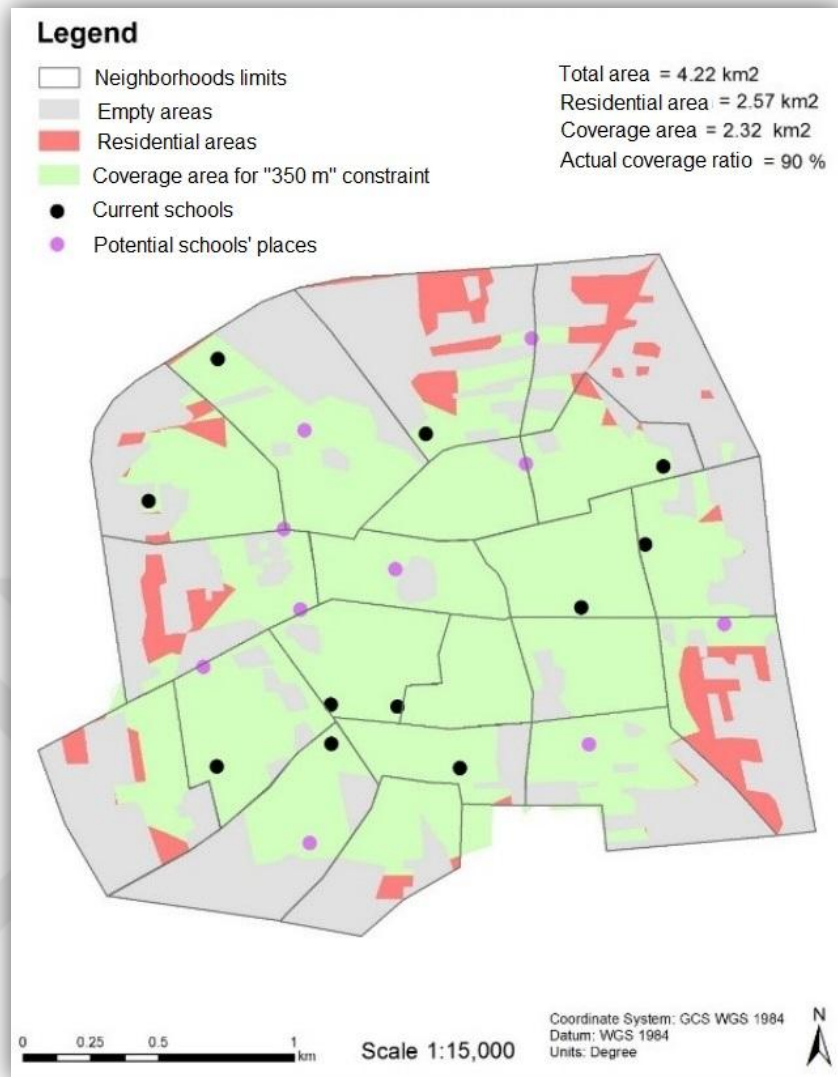 Legend
Neighborhoods limits
Empty areas
Residential areas
Coverage area for "350 m" constraint
Current schools
Potential schools' places
Total area = 4.22 km2
Residential area = 2.57 km2
Coverage area = 2.32 km2
Actual coverage ratio = 90 %
0 0.25 0.5 1
km
Scale 1:15,000
Coordinate System: GCS WGS 1984
Datum: WGS 1984
Units: Degree
N